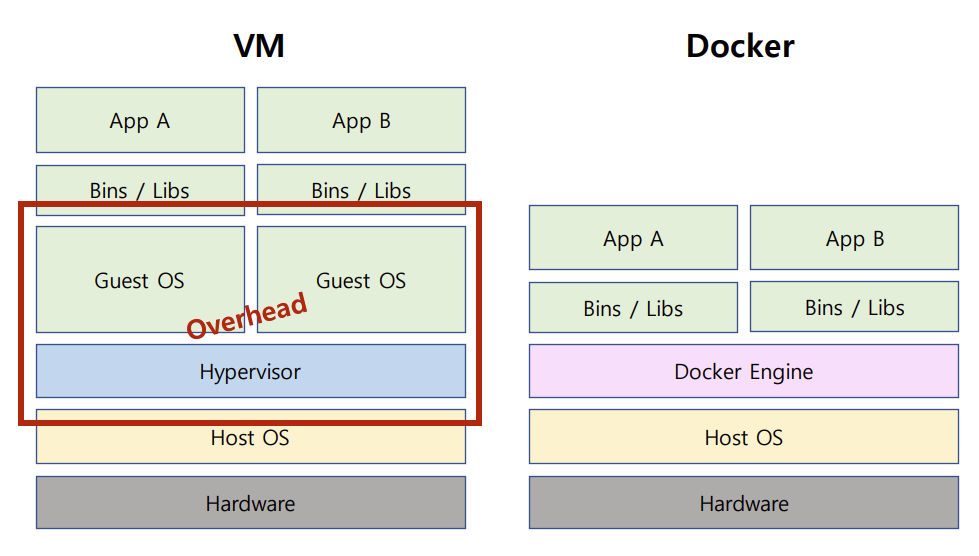 VM
App A
App B
Bins / Libs
Bins / Libs
Guest OS
Guest OS
Overhead
Hypervisor
Host OS
Hardware
Docker
App A
App B
Bins / Libs
Bins / Libs
Docker Engine
Host OS
Hardware